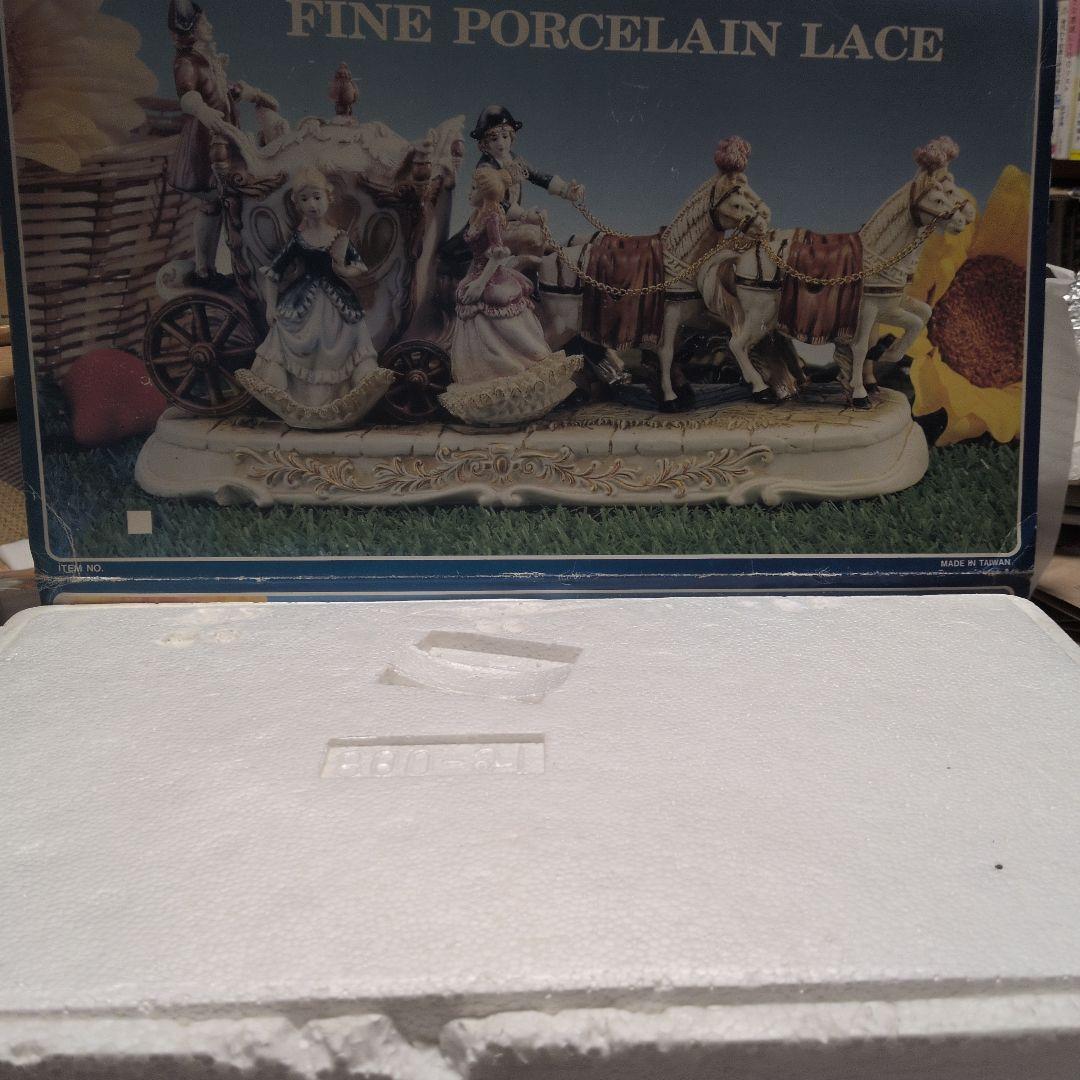 FINE PORCELAIN LACE
ITEM NO.
MADE IN TAIWAN